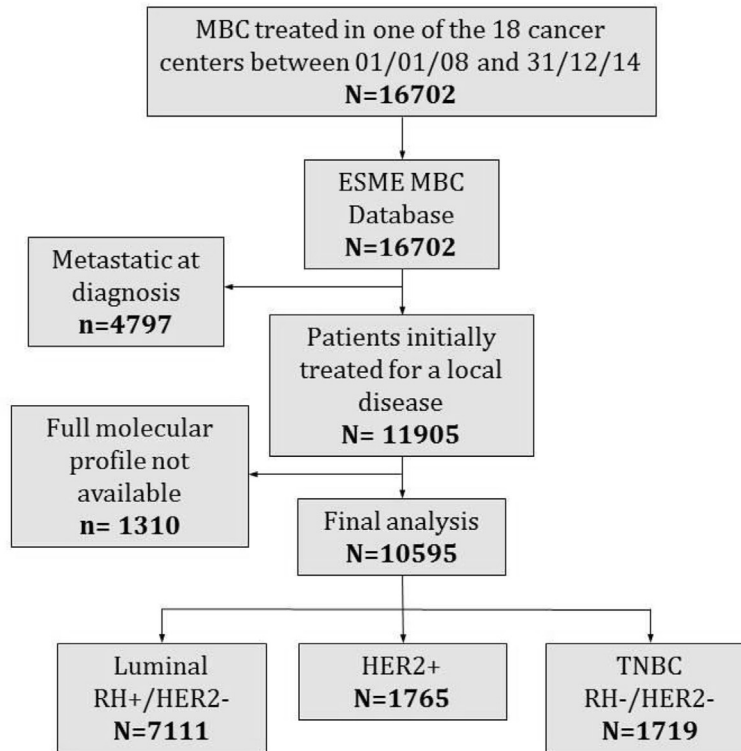 MBC treated in one of the 18 cancer
centers between 01/01/08 and 31/12/14
N=16702
ESME MBC
Database
N=16702
Metastatic at
diagnosis
n=4797
Patients initially
treated for a local
disease
N= 11905
Full molecular
profile not
available
n= 1310
Final analysis
N=10595
Luminal
RH+/HER2-
N=7111
HER2+
N=1765
TNBC
RH-/HER2-
N=1719